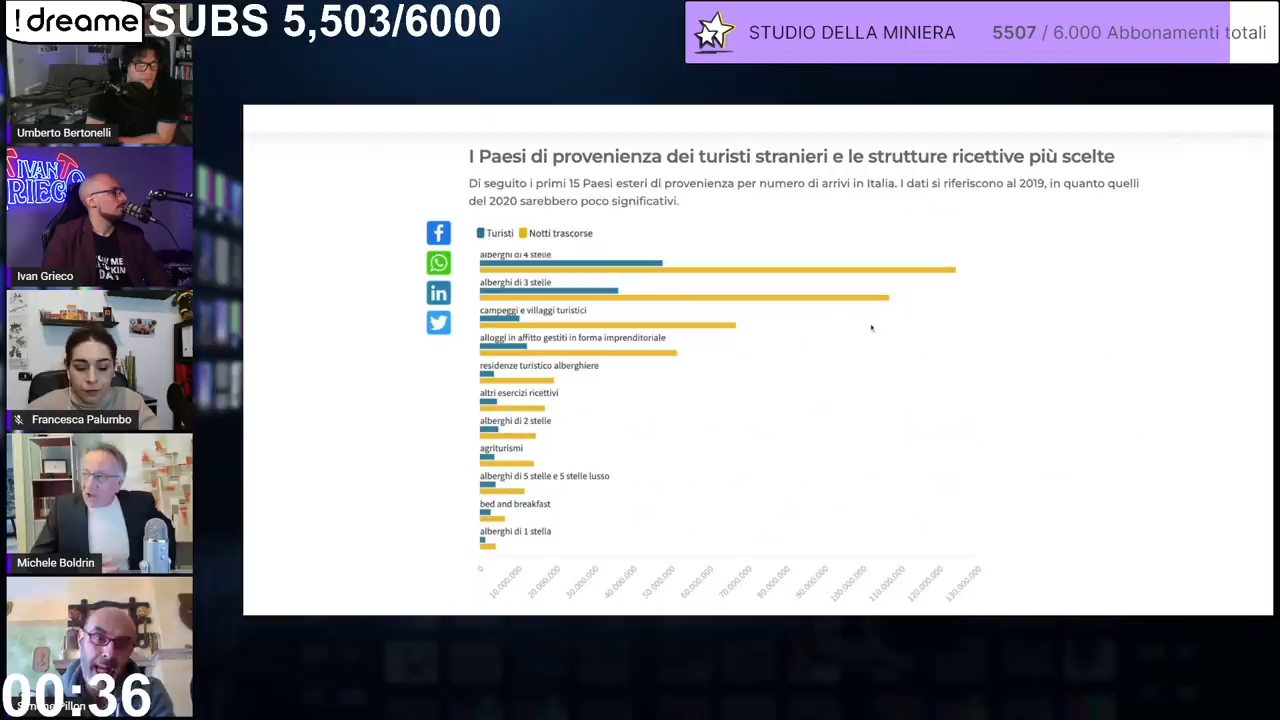 !dreame
SUBS 5,503/6000
STUDIO DELLA MINIERA
5507 / 6.000 Abbonamenti totali
Umberto Bertonelli
IVAN
GRIECO
Ivan Grieco
Francesca Palumbo
Michele Boldrin
00:36
Pillon
I Paesi di provenienza dei turisti stranieri e le strutture ricettive più scelte
Di seguito i primi 15 Paesi esteri di provenienza per numero di arrivi in Italia. I dati si riferiscono al 2019, in quanto quelli
del 2020 sarebbero poco significativi.
Turisti
Notti trascorse
alberghi di 4 stelle
alberghi di 3 stelle
campeggi e villaggi turistici
alloggi in affitto gestiti in forma imprenditoriale
residenze turistico alberghiere
altri esercizi ricettivi
alberghi di 2 stelle
agriturismi
alberghi di 5 stelle e 5 stelle lusso
bed and breakfast
alberghi di 1 stella
0
10.000.000
20.000.000
30.000.000
40.000.000
50.000.000
60.000.000
70.000.000
80.000.000
90.000.000
100.000.000
110.000.000
120.000.000
130.000.000